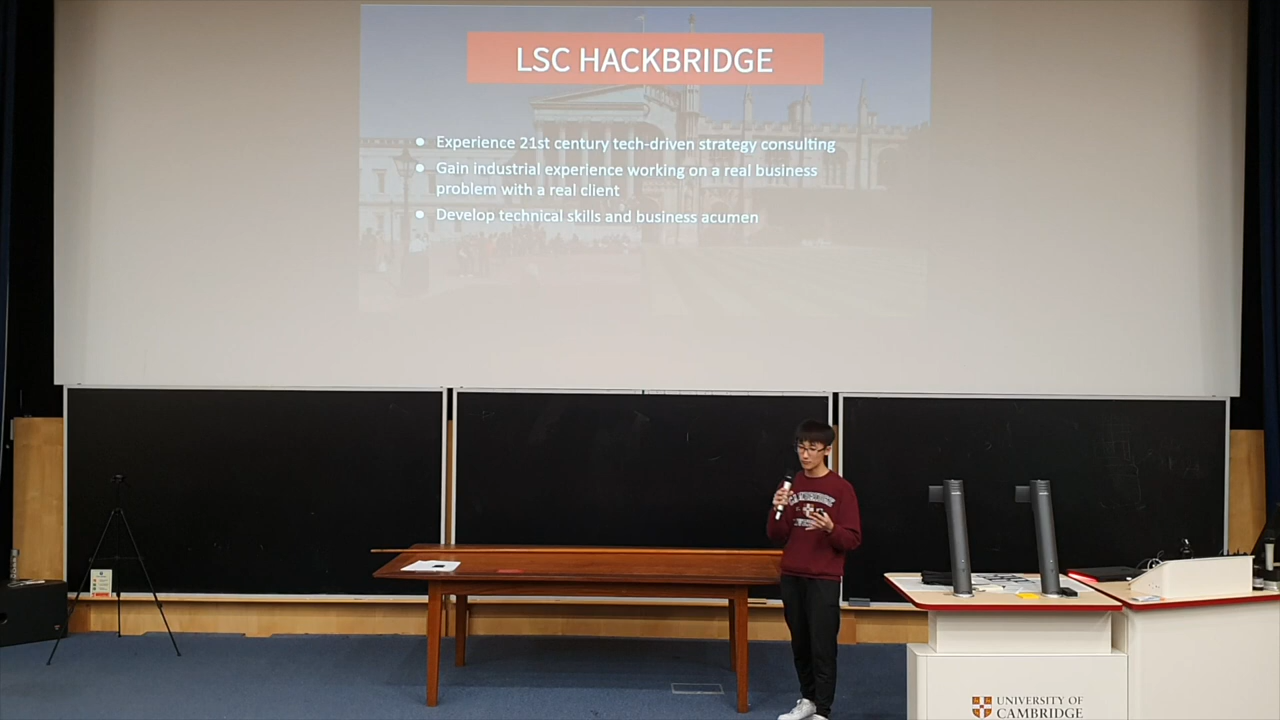 LSC HACKBRIDGE
● Experience 21st century tech-driven strategy consulting
● Gain industrial experience working on a real business
problem with a real client
● Develop technical skills and business acumen
UNIVERSITY OF
CAMBRIDGE